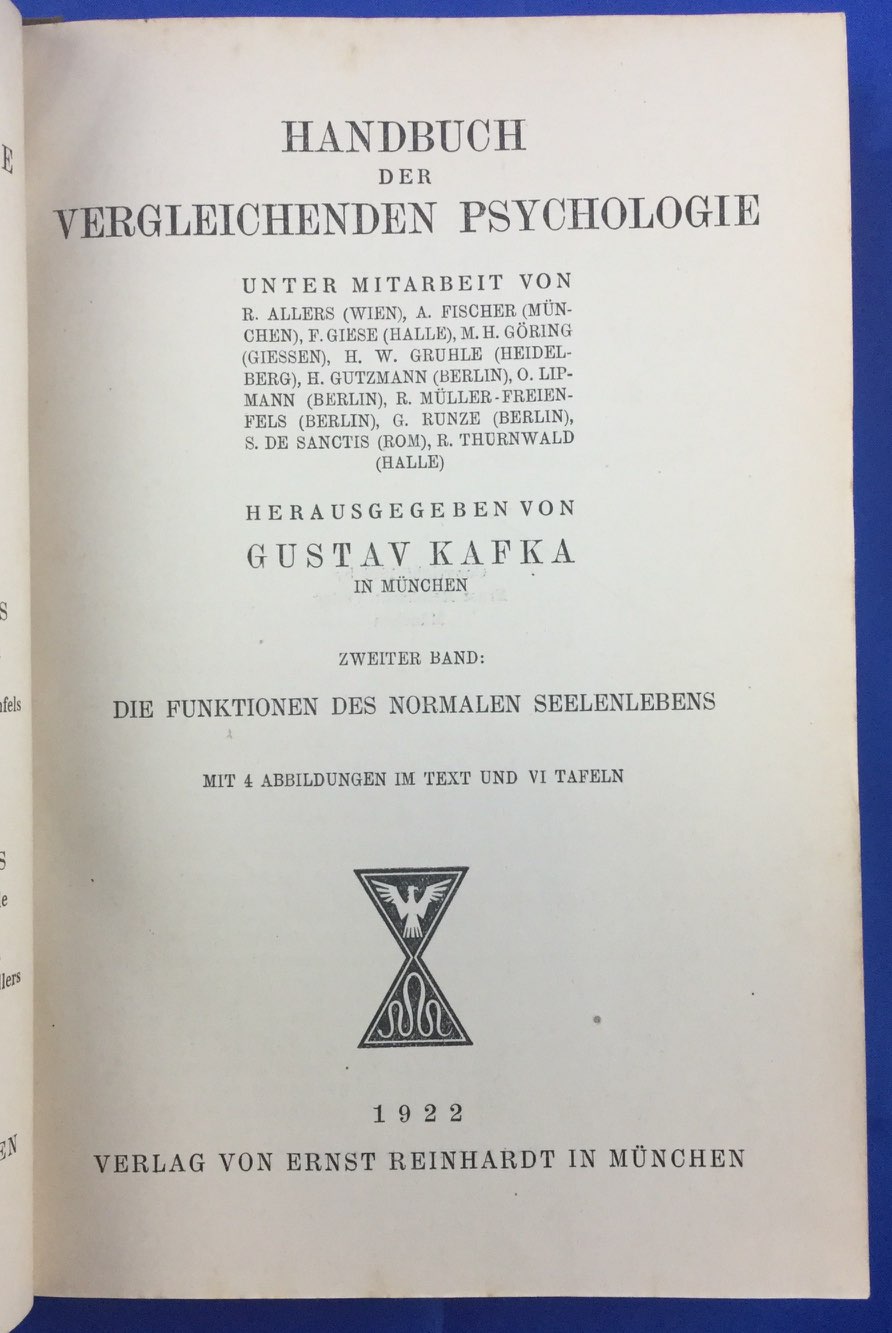 HANDBUCH
DER
VERGLEICHENDEN PSYCHOLOGIE
UNTER MITARBEIT VON
R. ALLERS (WIEN), A. FISCHER (MÜN-
CHEN), F. GIESE (HALLE), M. H. GÖRING
(GIESSEN), H. W. GRUHLE (HEIDEL-
BERG), H. GUTZMANN (BERLIN), O. LIP-
MANN (BERLIN), R. MÜLLER-FREIEN-
FELS (BERLIN), G. RUNZE (BERLIN),
S. DE SANCTIS (ROM), R. THURNWALD
(HALLE)
HERAUSGEGEBEN VON
GUSTAV KAFKA
IN MÜNCHEN
ZWEITER BAND:
DIE FUNKTIONEN DES NORMALEN SEELENLEBENS
MIT 4 ABBILDUNGEN IM TEXT UND VI TAFELN
1922
VERLAG VON ERNST REINHARDT IN MÜNCHEN